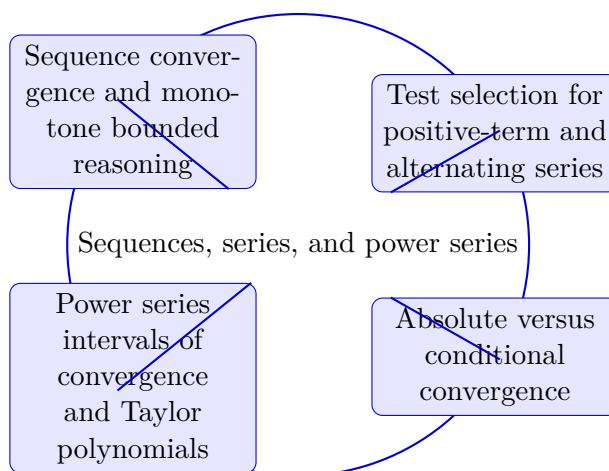 Sequence conver-
gence and mono-
tone bounded
reasoning
Test selection for
positive-term and
alternating series
Sequences, series, and power series
Power series
intervals of
convergence
and Taylor
polynomials
Absolute versus
conditional
convergence